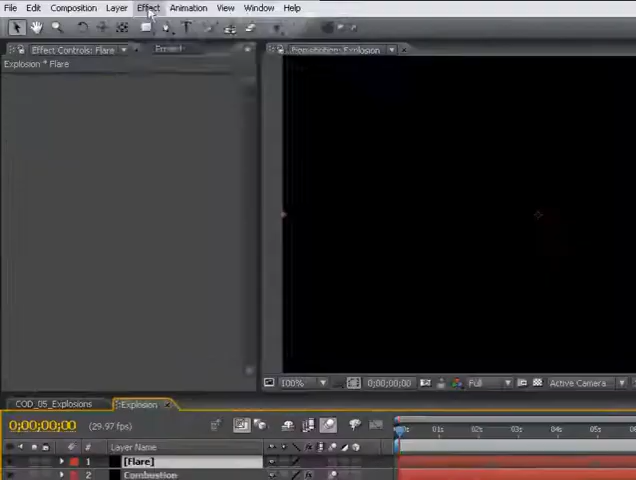 File Edit Composition Layer Effect Animation View Window Help
Effect Controls: Flare Project Composition: Explosion
Explosion * Flare
100% 0;00;00;00 Full Active Camera
COD_05_Explosions Explosion
0;00;00;00 (29.97 fps) 00s 01s 02s 03s 04s 05s
# Layer Name
1 [Flare]
2 Combustion